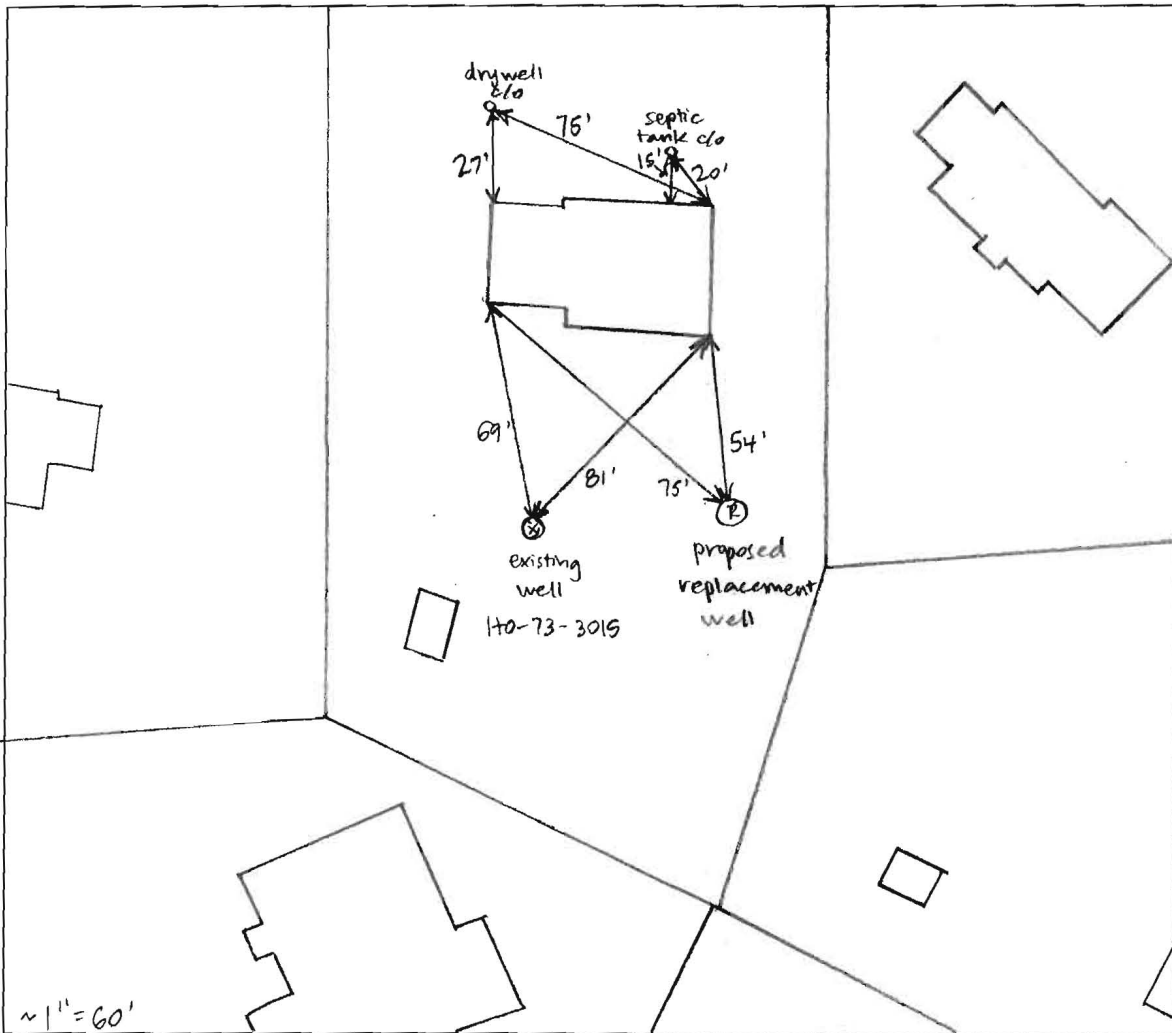 drywell
c/o
76'
septic
tank c/o
27'
15'
20'
69'
81'
75'
54'
X
R
existing
well
HO-73-3015
proposed
replacement
well
~1"=60'